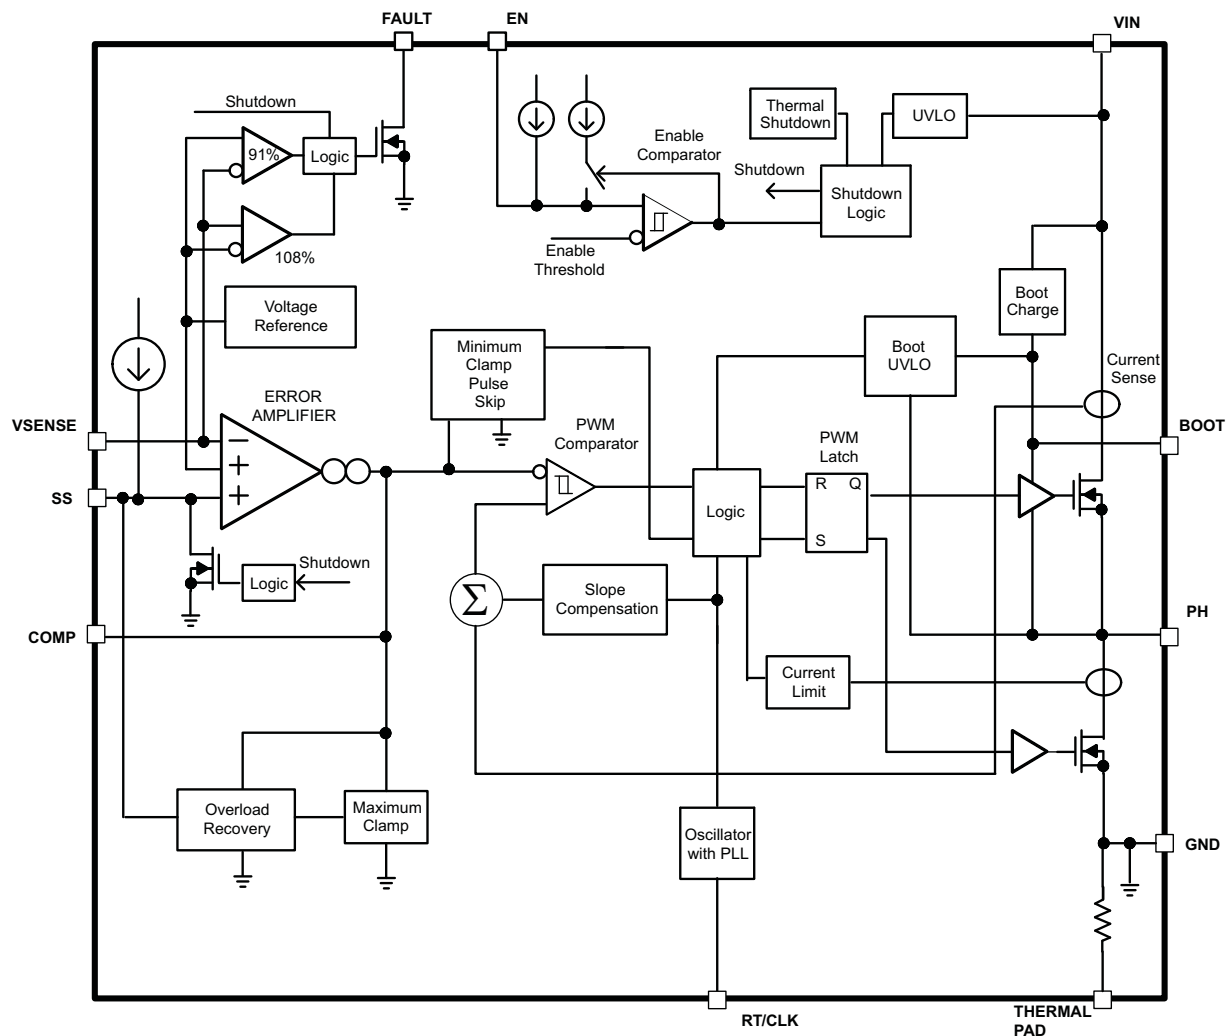 FAULT
EN
VIN
Shutdown
91%
Logic
108%
Voltage
Reference
Enable
Comparator
Thermal
Shutdown
UVLO
Shutdown
Shutdown
Logic
Enable
Threshold
Boot
Charge
Minimum
Clamp
Pulse
Skip
Boot
UVLO
Current
Sense
ERROR
AMPLIFIER
VSENSE
−
+
+
SS
PWM
Comparator
PWM
Latch
BOOT
Logic
R Q
S
Shutdown
Logic
Σ
Slope
Compensation
COMP
PH
Current
Limit
Overload
Recovery
Maximum
Clamp
Oscillator
with PLL
GND
RT/CLK
THERMAL
PAD